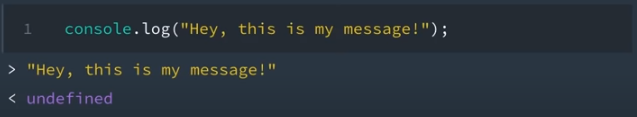 1 console.log("Hey, this is my message!");
> "Hey, this is my message!"
< undefined